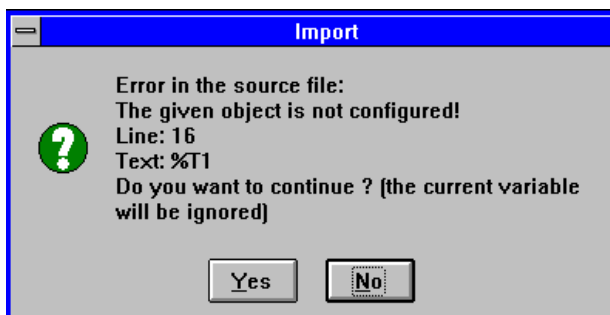 Import
Error in the source file:
The given object is not configured!
Line: 16
Text: %T1
Do you want to continue ? (the current variable
will be ignored)
Yes No